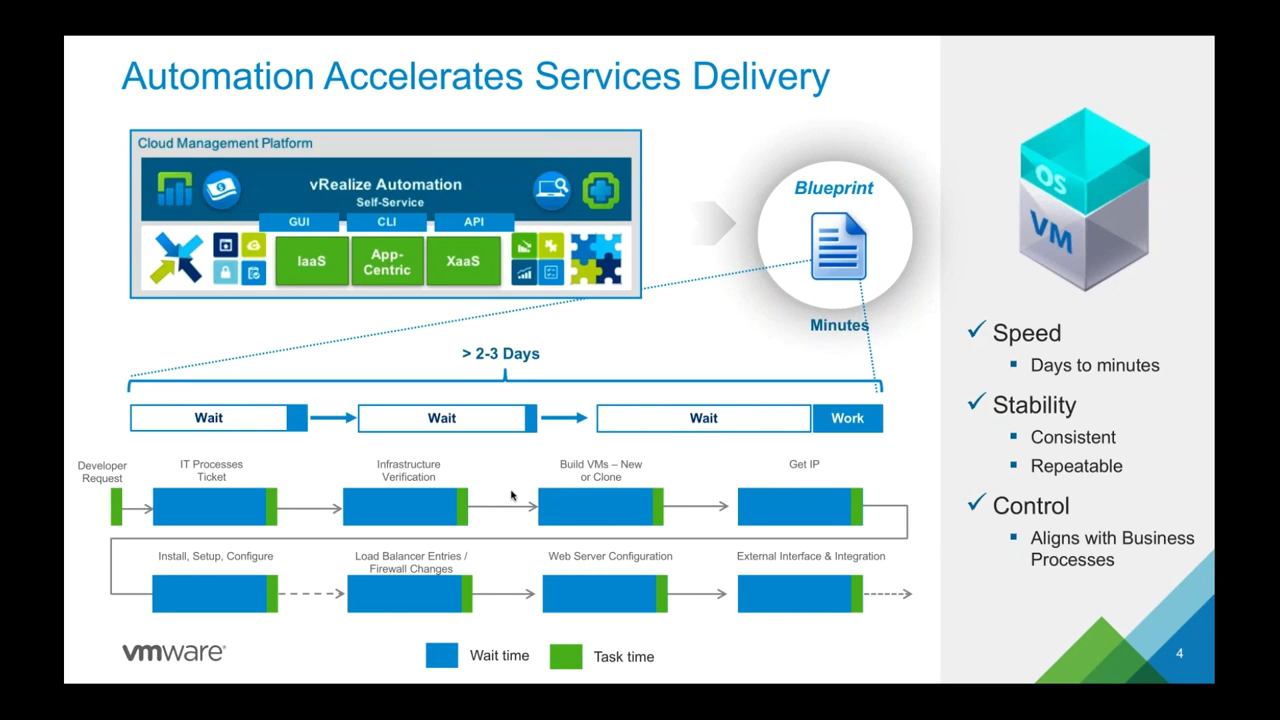 Automation Accelerates Services Delivery
Cloud Management Platform
vRealize Automation
Self-Service
GUI
CLI
API
IaaS
App-
Centric
XaaS
Blueprint
Minutes
> 2-3 Days
Wait
Wait
Wait
Work
Developer
Request
IT Processes
Ticket
Infrastructure
Verification
Build VMs – New
or Clone
Get IP
Install, Setup, Configure
Load Balancer Entries /
Firewall Changes
Web Server Configuration
External Interface & Integration
vmware®
Wait time
Task time
OS
VM
✓ Speed
▪ Days to minutes
✓ Stability
▪ Consistent
▪ Repeatable
✓ Control
▪ Aligns with Business
Processes
4